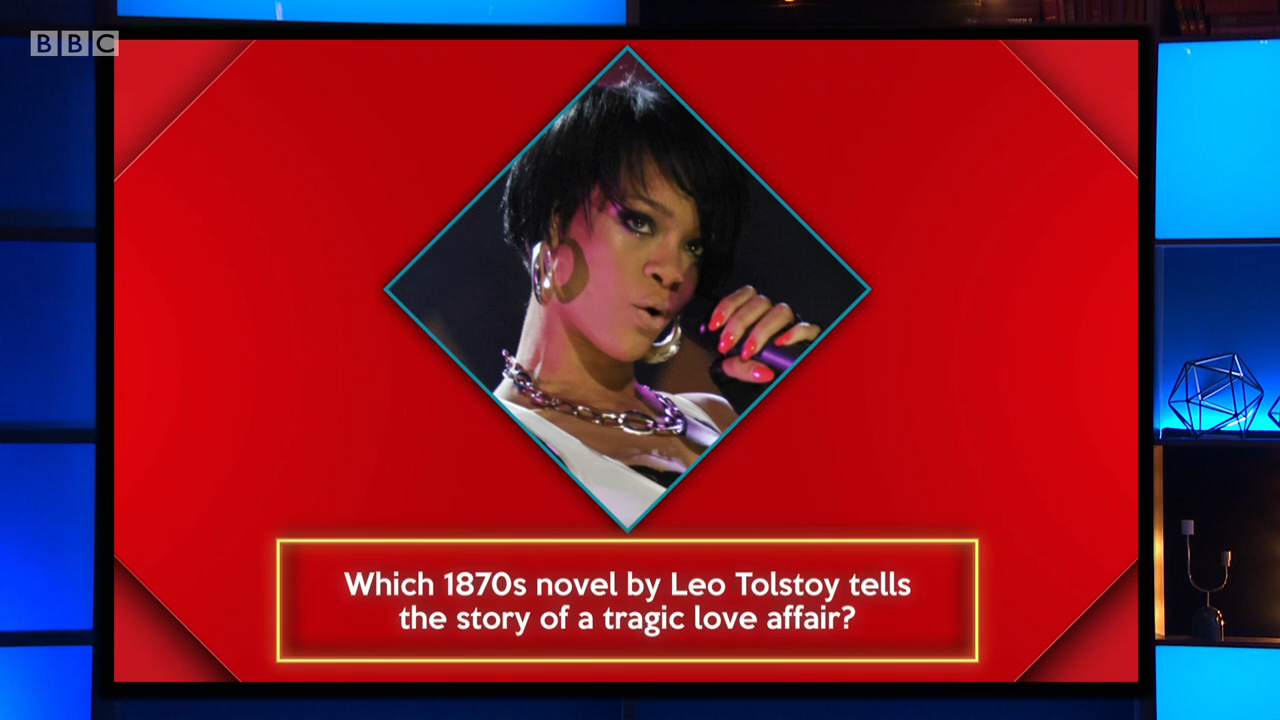 BBC
Which 1870s novel by Leo Tolstoy tells
the story of a tragic love affair?